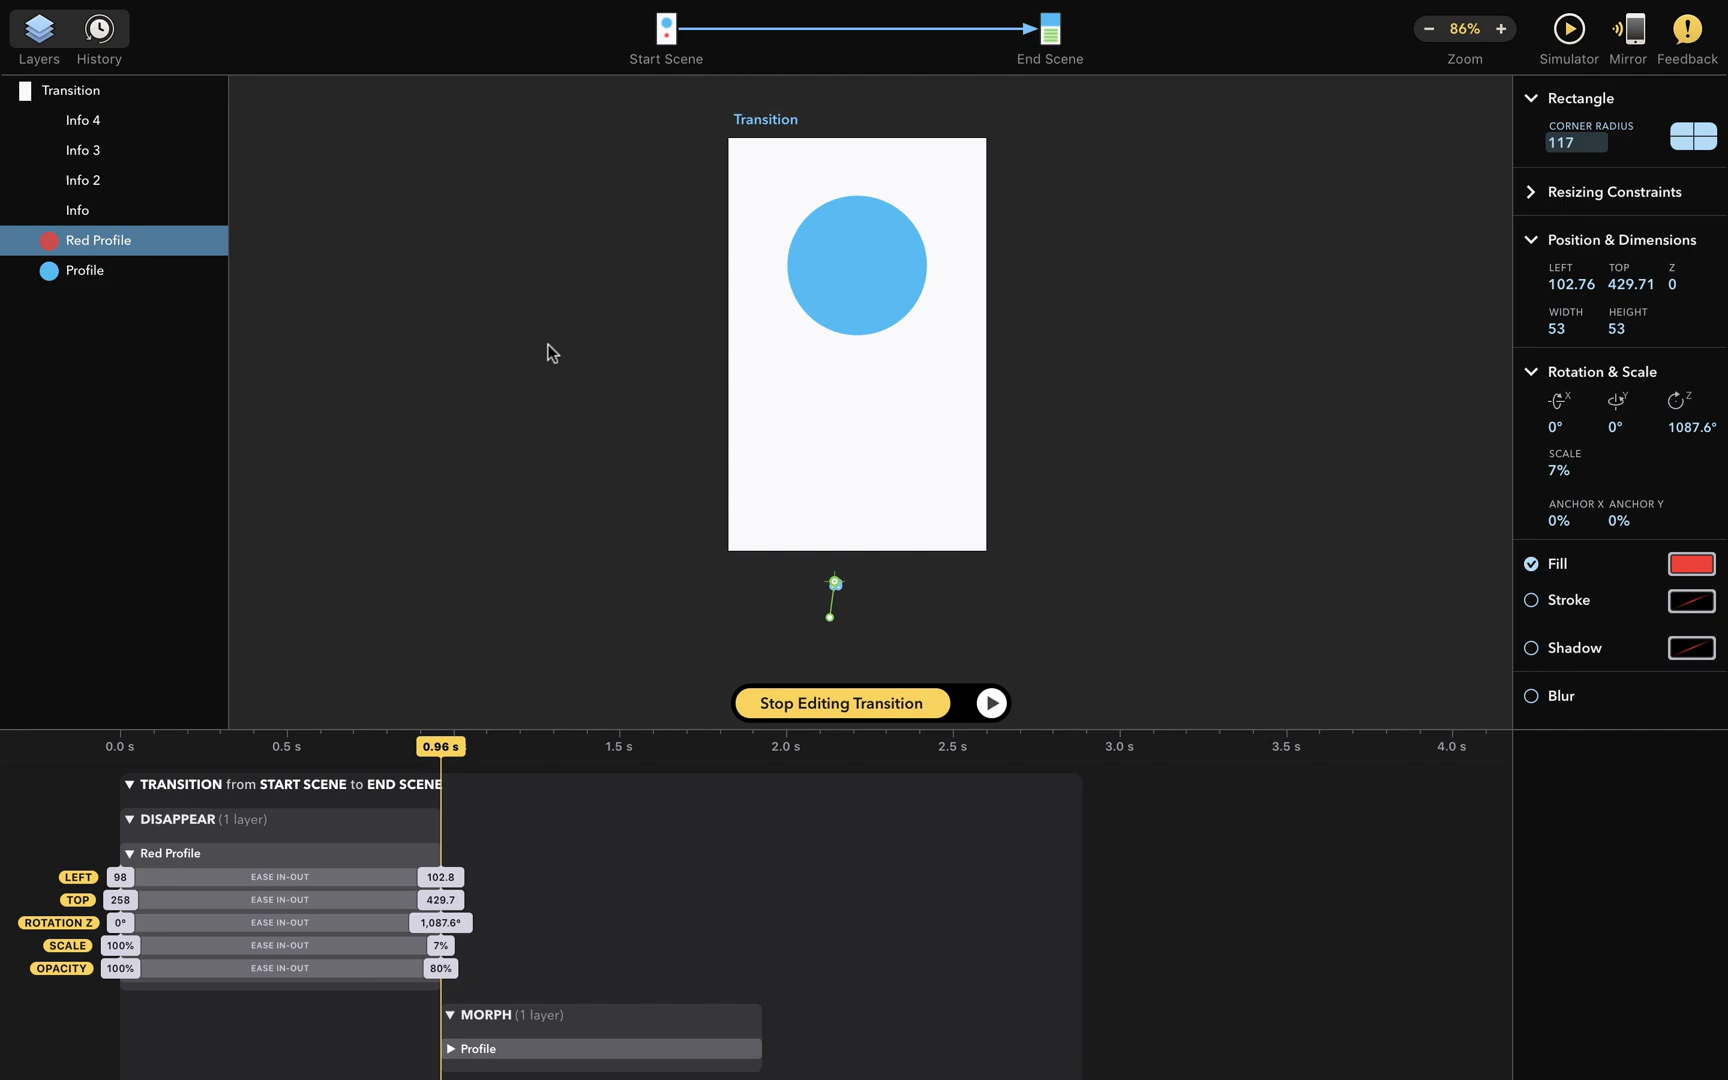 Layers
History
Start Scene
End Scene
86%
Zoom
Simulator
Mirror
Feedback
Transition
Info 4
Info 3
Info 2
Info
Red Profile
Profile
Transition
Rectangle
CORNER RADIUS
117
Resizing Constraints
Position & Dimensions
LEFT TOP Z
102.76 429.71 0
WIDTH HEIGHT
53 53
Rotation & Scale
X Y Z
0° 0° 1087.6°
SCALE
7%
ANCHOR X ANCHOR Y
0% 0%
Fill
Stroke
Shadow
Blur
Stop Editing Transition
0.0 s 0.5 s 0.96 s 1.5 s 2.0 s 2.5 s 3.0 s 3.5 s 4.0 s
TRANSITION from START SCENE to END SCENE
DISAPPEAR (1 layer)
Red Profile
LEFT 98 EASE IN-OUT 102.8
TOP 258 EASE IN-OUT 429.7
ROTATION Z 0° EASE IN-OUT 1,087.6°
SCALE 100% EASE IN-OUT 7%
OPACITY 100% EASE IN-OUT 80%
MORPH (1 layer)
Profile